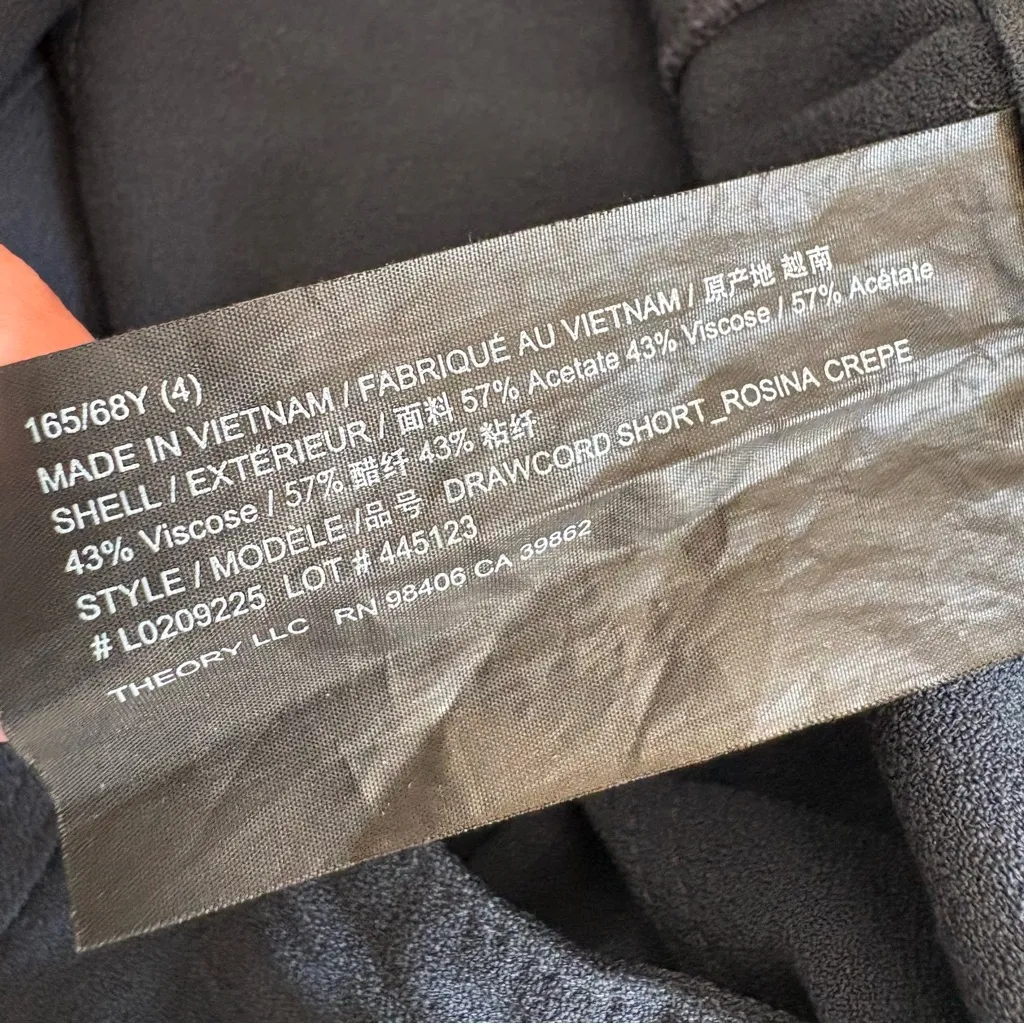 165/68Y (4)
MADE IN VIETNAM / FABRIQUÉ AU VIETNAM / 原产地 越南
SHELL / EXTÉRIEUR / 面料 57% Acetate 43% Viscose / 57% Acétate
43% Viscose / 57% 醋纤 43% 粘纤
STYLE / MODÈLE /品号 DRAWCORD SHORT_ROSINA CREPE
# L0209225 LOT # 445123
THEORY LLC RN 98406 CA 39862